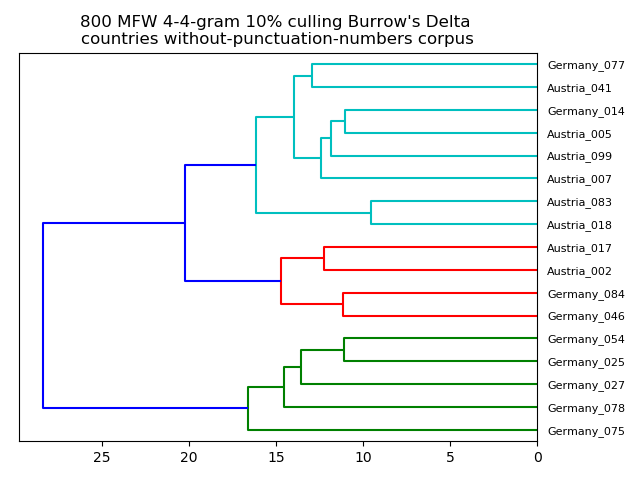 800 MFW 4-4-gram 10% culling Burrow's Delta
countries without-punctuation-numbers corpus
Germany_077
Austria_041
Germany_014
Austria_005
Austria_099
Austria_007
Austria_083
Austria_018
Austria_017
Austria_002
Germany_084
Germany_046
Germany_054
Germany_025
Germany_027
Germany_078
Germany_075
25 20 15 10 5 0